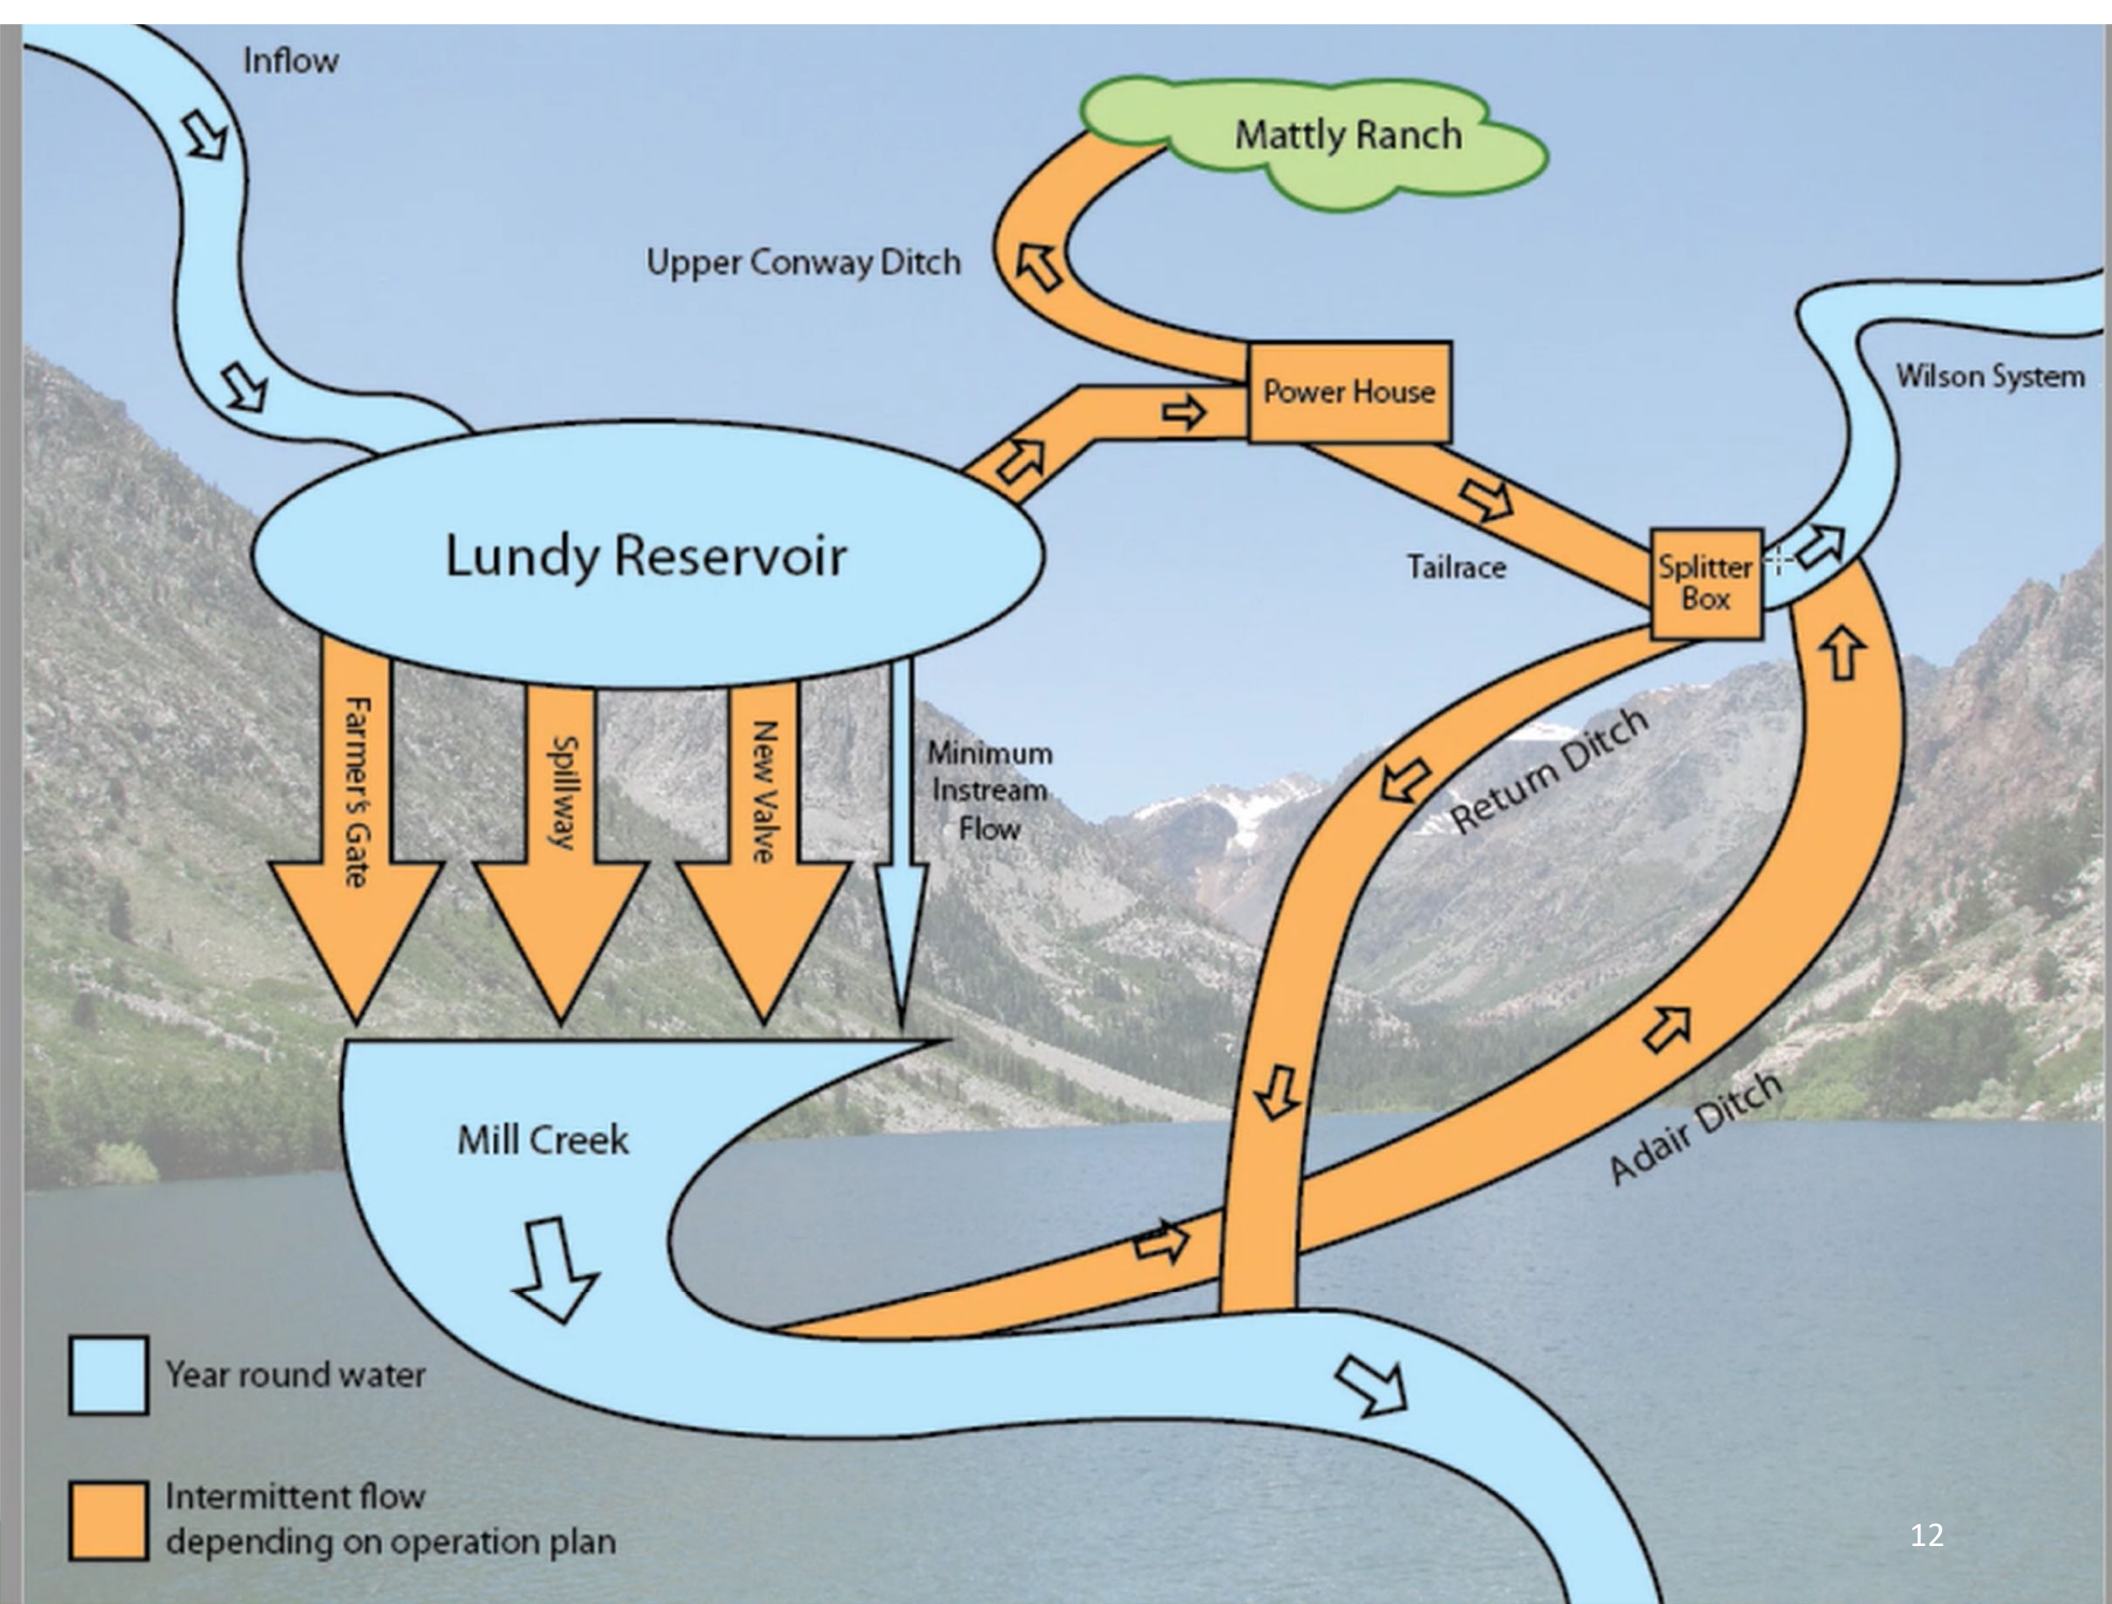 Inflow
Mattly Ranch
Upper Conway Ditch
Power House
Wilson System
Lundy Reservoir
Tailrace
Splitter
Box
Farmer's Gate
Spillway
New Valve
Minimum
Instream
Flow
Return Ditch
Adair Ditch
Mill Creek
Year round water
Intermittent flow
depending on operation plan
12